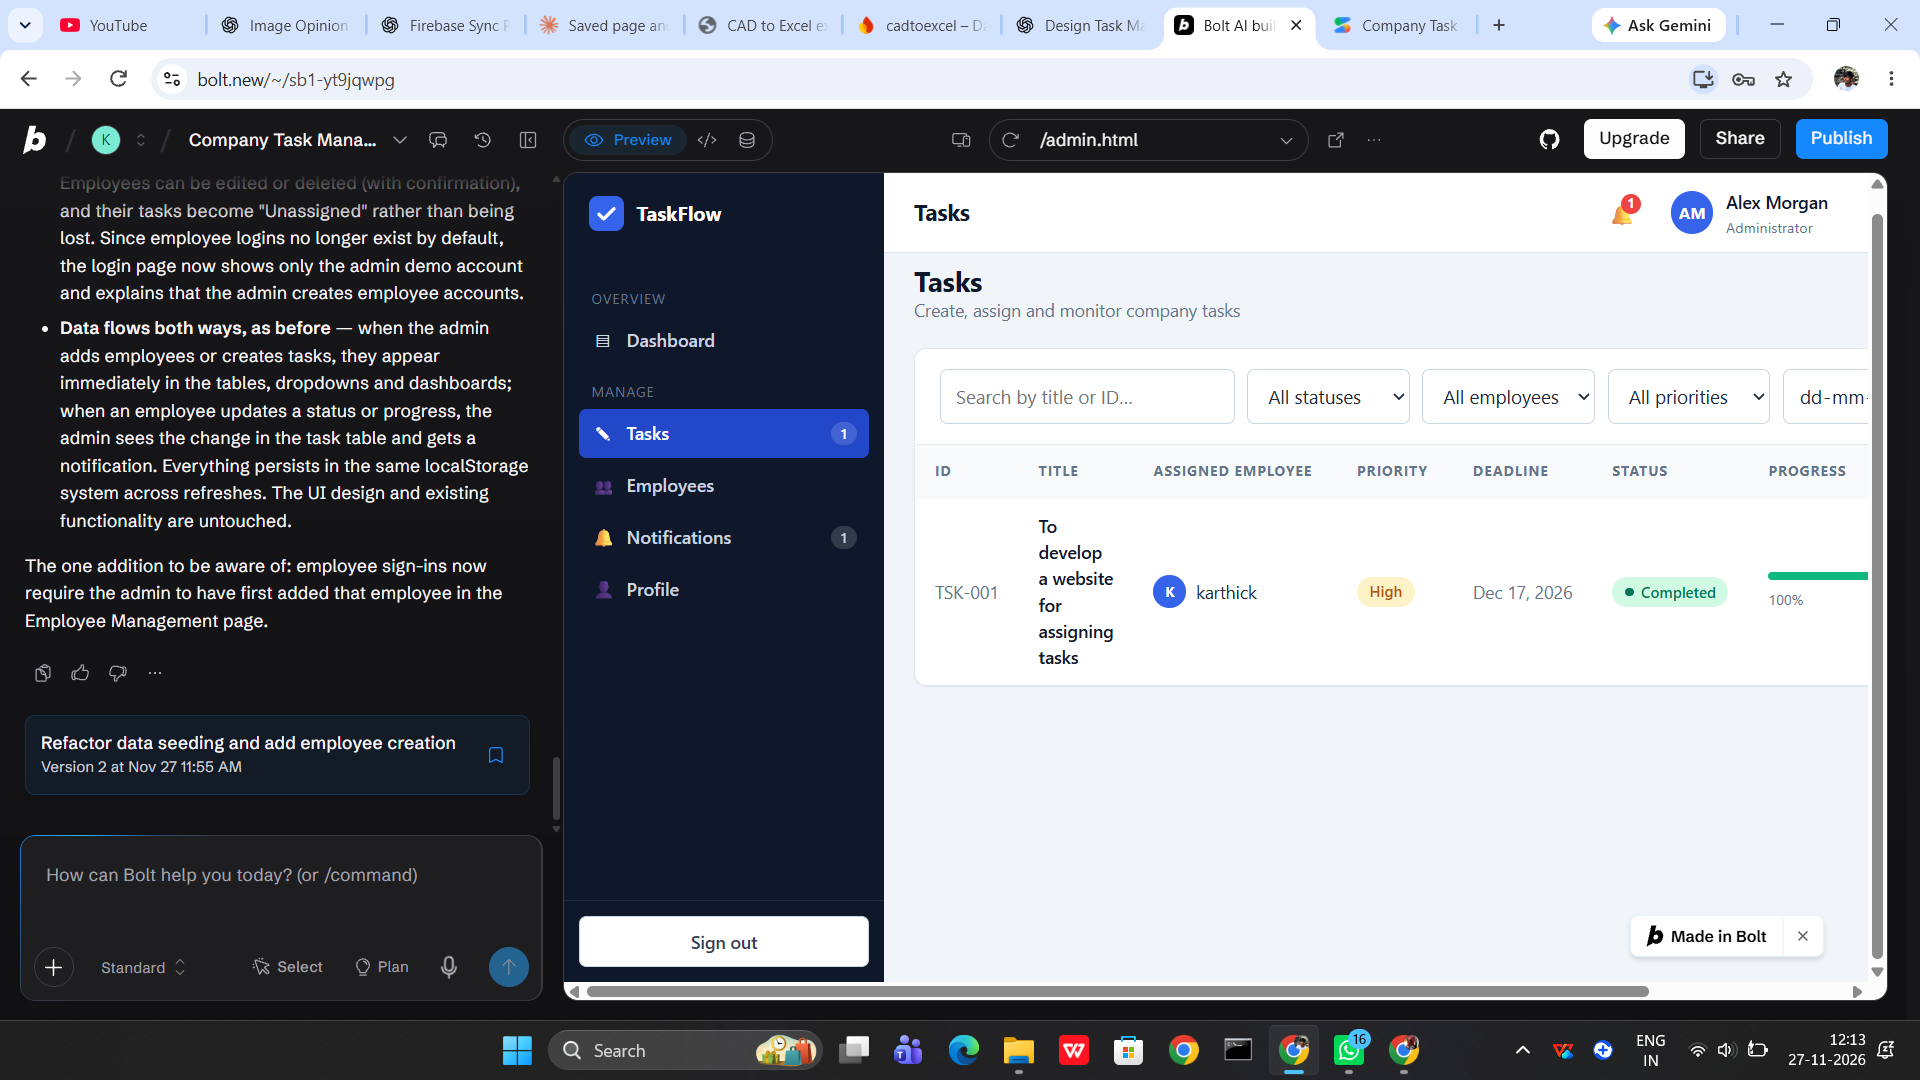 YouTube
Image Opinion
Firebase Sync P
Saved page and
CAD to Excel ex
cadtoexcel – Da
Design Task Ma
Bolt AI buil
Company Task
Ask Gemini
bolt.new/~/sb1-yt9jqwpg
K
Company Task Mana...
Preview
/admin.html
Upgrade
Share
Publish
Employees can be edited or deleted (with confirmation),
and their tasks become "Unassigned" rather than being
lost. Since employee logins no longer exist by default,
the login page now shows only the admin demo account
and explains that the admin creates employee accounts.
• Data flows both ways, as before — when the admin
adds employees or creates tasks, they appear
immediately in the tables, dropdowns and dashboards;
when an employee updates a status or progress, the
admin sees the change in the task table and gets a
notification. Everything persists in the same localStorage
system across refreshes. The UI design and existing
functionality are untouched.
The one addition to be aware of: employee sign-ins now
require the admin to have first added that employee in the
Employee Management page.
Refactor data seeding and add employee creation
Version 2 at Nov 27 11:55 AM
How can Bolt help you today? (or /command)
Standard
Select
Plan
TaskFlow
OVERVIEW
Dashboard
MANAGE
Tasks 1
Employees
Notifications 1
Profile
Sign out
Tasks
1
AM
Alex Morgan
Administrator
Tasks
Create, assign and monitor company tasks
Search by title or ID...
All statuses
All employees
All priorities
dd-mm-
ID TITLE ASSIGNED EMPLOYEE PRIORITY DEADLINE STATUS PROGRESS
TSK-001
To
develop
a website
for
assigning
tasks
K karthick
High
Dec 17, 2026
Completed
100%
Made in Bolt
Search
16
ENG
IN
12:13
27-11-2026